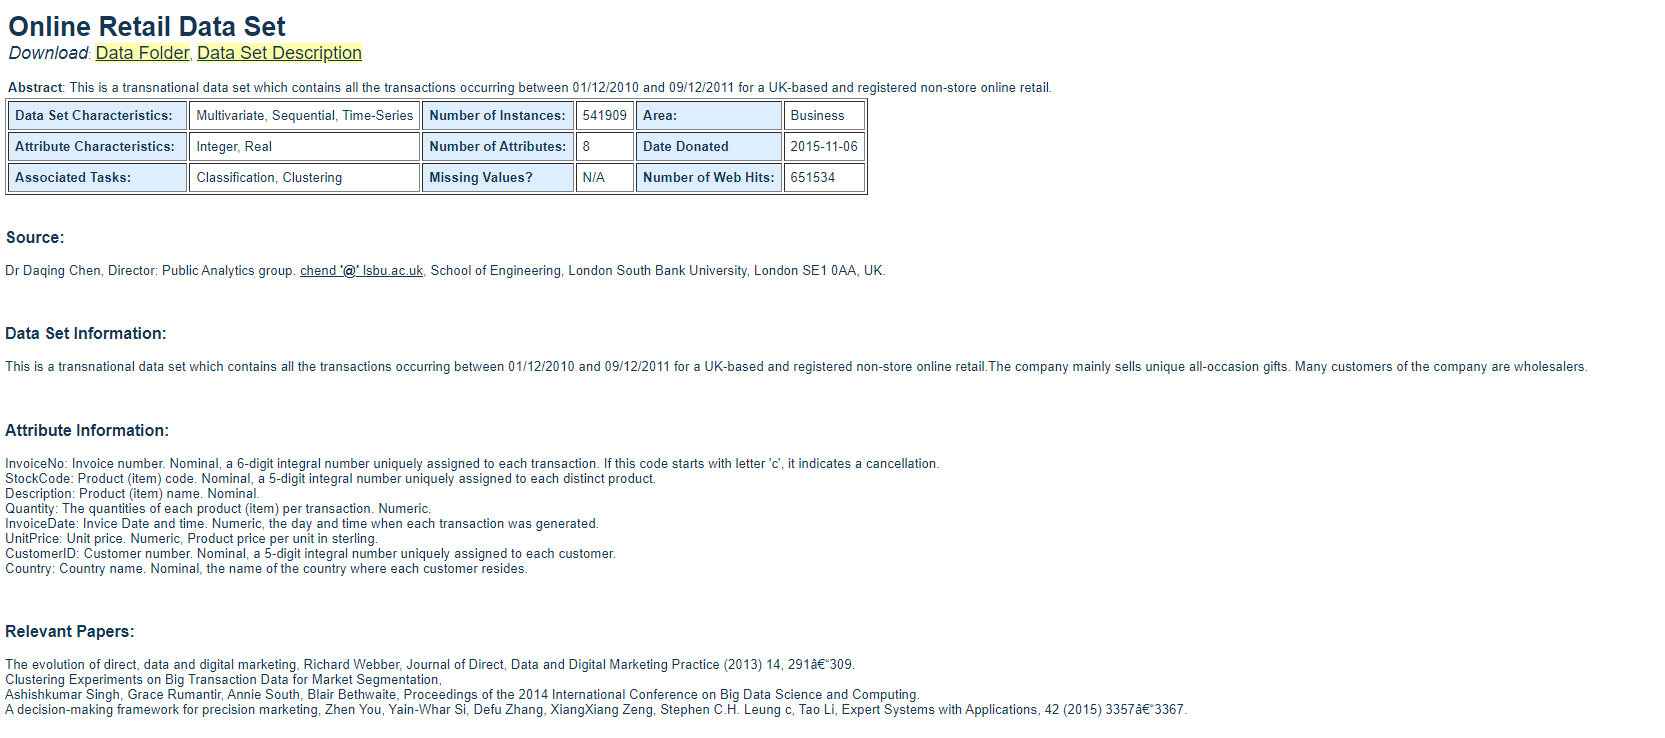 Online Retail Data Set
Download: Data Folder, Data Set Description
Abstract: This is a transnational data set which contains all the transactions occurring between 01/12/2010 and 09/12/2011 for a UK-based and registered non-store online retail.
Data Set Characteristics: Multivariate, Sequential, Time-Series Number of Instances: 541909 Area: Business
Attribute Characteristics: Integer, Real Number of Attributes: 8 Date Donated 2015-11-06
Associated Tasks: Classification, Clustering Missing Values? N/A Number of Web Hits: 651534
Source:
Dr Daqing Chen, Director: Public Analytics group. chend '@' lsbu.ac.uk, School of Engineering, London South Bank University, London SE1 0AA, UK.
Data Set Information:
This is a transnational data set which contains all the transactions occurring between 01/12/2010 and 09/12/2011 for a UK-based and registered non-store online retail.The company mainly sells unique all-occasion gifts. Many customers of the company are wholesalers.
Attribute Information:
InvoiceNo: Invoice number. Nominal, a 6-digit integral number uniquely assigned to each transaction. If this code starts with letter 'c', it indicates a cancellation.
StockCode: Product (item) code. Nominal, a 5-digit integral number uniquely assigned to each distinct product.
Description: Product (item) name. Nominal.
Quantity: The quantities of each product (item) per transaction. Numeric.
InvoiceDate: Invice Date and time. Numeric, the day and time when each transaction was generated.
UnitPrice: Unit price. Numeric, Product price per unit in sterling.
CustomerID: Customer number. Nominal, a 5-digit integral number uniquely assigned to each customer.
Country: Country name. Nominal, the name of the country where each customer resides.
Relevant Papers:
The evolution of direct, data and digital marketing, Richard Webber, Journal of Direct, Data and Digital Marketing Practice (2013) 14, 291â€“309.
Clustering Experiments on Big Transaction Data for Market Segmentation,
Ashishkumar Singh, Grace Rumantir, Annie South, Blair Bethwaite, Proceedings of the 2014 International Conference on Big Data Science and Computing.
A decision-making framework for precision marketing, Zhen You, Yain-Whar Si, Defu Zhang, XiangXiang Zeng, Stephen C.H. Leung c, Tao Li, Expert Systems with Applications, 42 (2015) 3357â€“3367.